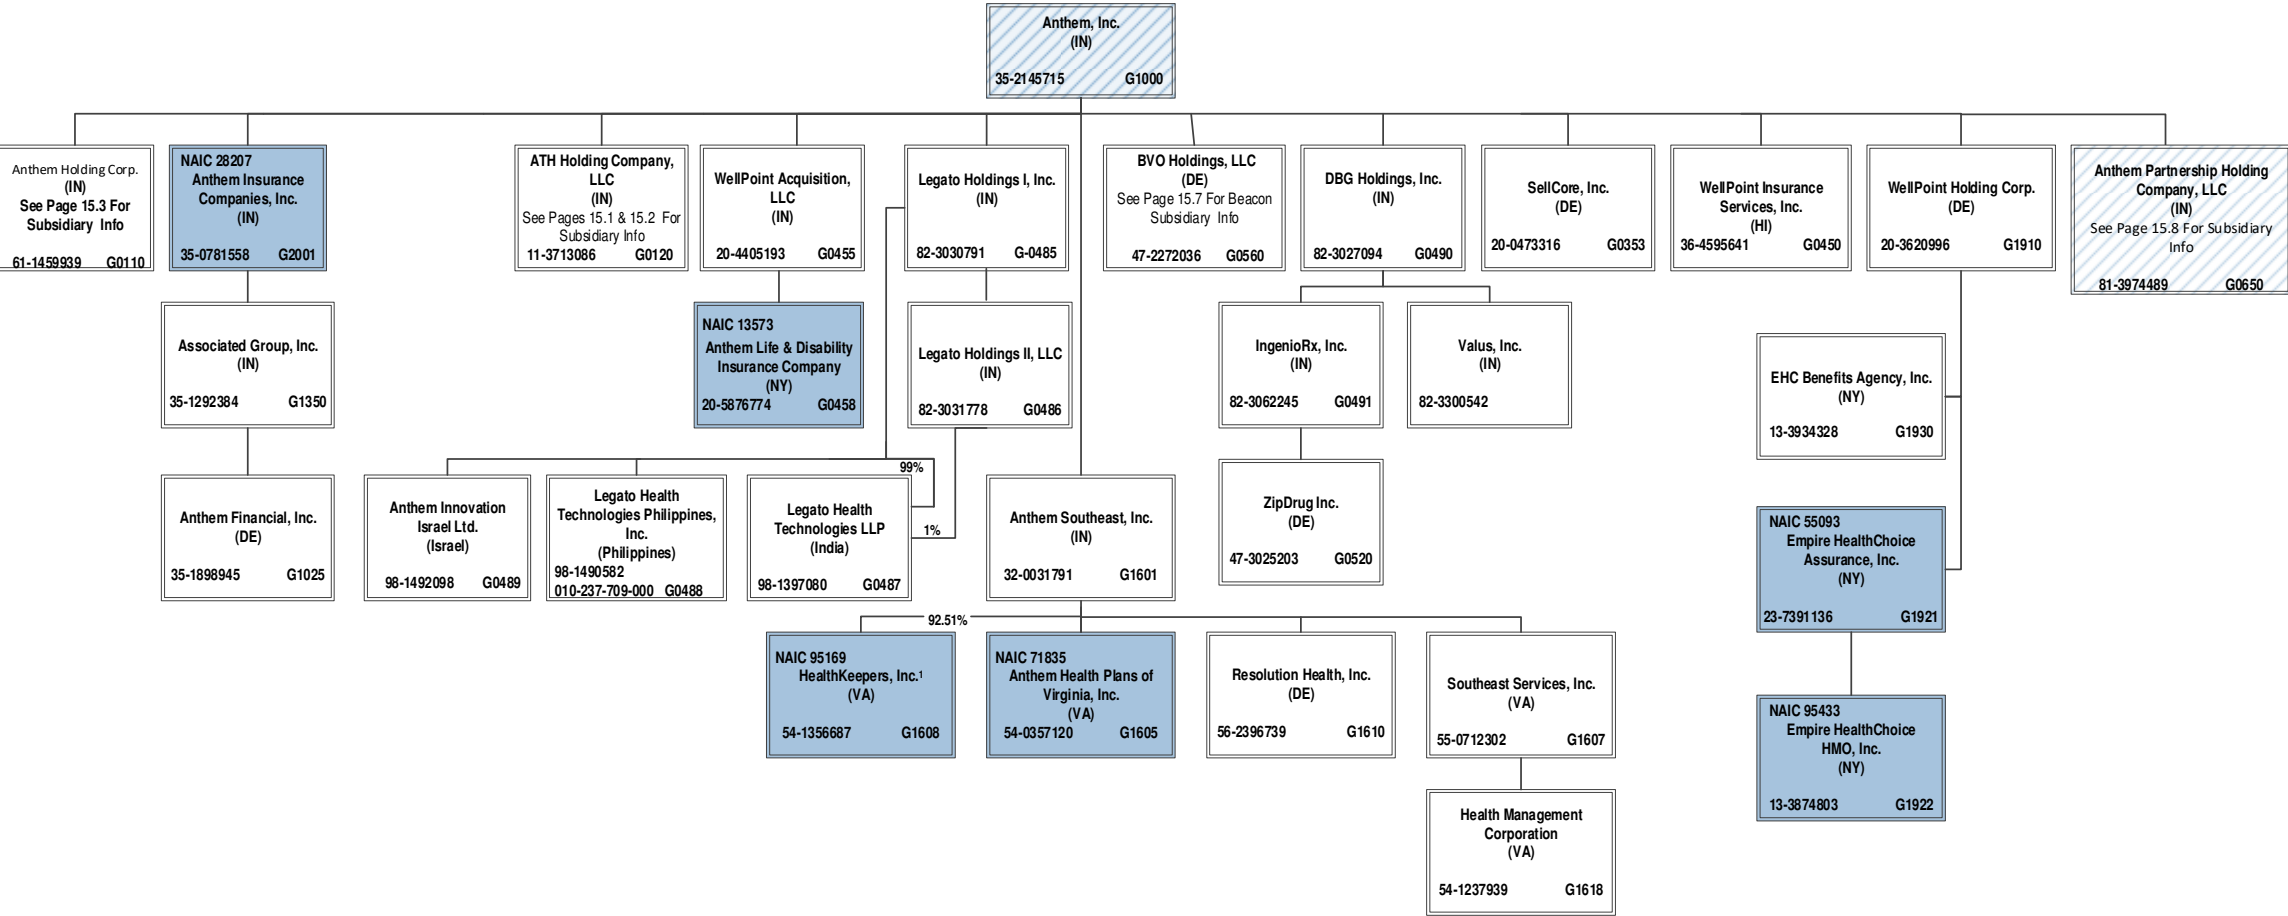 Anthem, Inc.
(IN)
35-2145715 G1000
Anthem Holding Corp.
(IN)
See Page 15.3 For
Subsidiary Info
61-1459939 G0110
NAIC 28207
Anthem Insurance
Companies, Inc.
(IN)
35-0781558 G2001
ATH Holding Company,
LLC
(IN)
See Pages 15.1 & 15.2 For
Subsidiary Info
11-3713086 G0120
WellPoint Acquisition,
LLC
(IN)
20-4405193 G0455
Legato Holdings I, Inc.
(IN)
82-3030791 G-0485
BVO Holdings, LLC
(DE)
See Page 15.7 For Beacon
Subsidiary Info
47-2272036 G0560
DBG Holdings, Inc.
(IN)
82-3027094 G0490
SellCore, Inc.
(DE)
20-0473316 G0353
WellPoint Insurance
Services, Inc.
(HI)
36-4595641 G0450
WellPoint Holding Corp.
(DE)
20-3620996 G1910
Anthem Partnership Holding
Company, LLC
(IN)
See Page 15.8 For Subsidiary
Info
81-3974489 G0650
Associated Group, Inc.
(IN)
35-1292384 G1350
NAIC 13573
Anthem Life & Disability
Insurance Company
(NY)
20-5876774 G0458
Legato Holdings II, LLC
(IN)
82-3031778 G0486
IngenioRx, Inc.
(IN)
82-3062245 G0491
Valus, Inc.
(IN)
82-3300542
EHC Benefits Agency, Inc.
(NY)
13-3934328 G1930
99%
1%
Anthem Financial, Inc.
(DE)
35-1898945 G1025
Anthem Innovation
Israel Ltd.
(Israel)
98-1492098 G0489
Legato Health
Technologies Philippines,
Inc.
(Philippines)
98-1490582
010-237-709-000 G0488
Legato Health
Technologies LLP
(India)
98-1397080 G0487
Anthem Southeast, Inc.
(IN)
32-0031791 G1601
ZipDrug Inc.
(DE)
47-3025203 G0520
NAIC 55093
Empire HealthChoice
Assurance, Inc.
(NY)
23-7391136 G1921
92.51%
NAIC 95169
HealthKeepers, Inc.¹
(VA)
54-1356687 G1608
NAIC 71835
Anthem Health Plans of
Virginia, Inc.
(VA)
54-0357120 G1605
Resolution Health, Inc.
(DE)
56-2396739 G1610
Southeast Services, Inc.
(VA)
55-0712302 G1607
NAIC 95433
Empire HealthChoice
HMO, Inc.
(NY)
13-3874803 G1922
Health Management
Corporation
(VA)
54-1237939 G1618